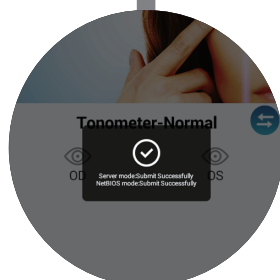 Tonometer-Normal
OD
OS
Server mode:Submit Successfully
NetBIOS mode:Submit Successfully